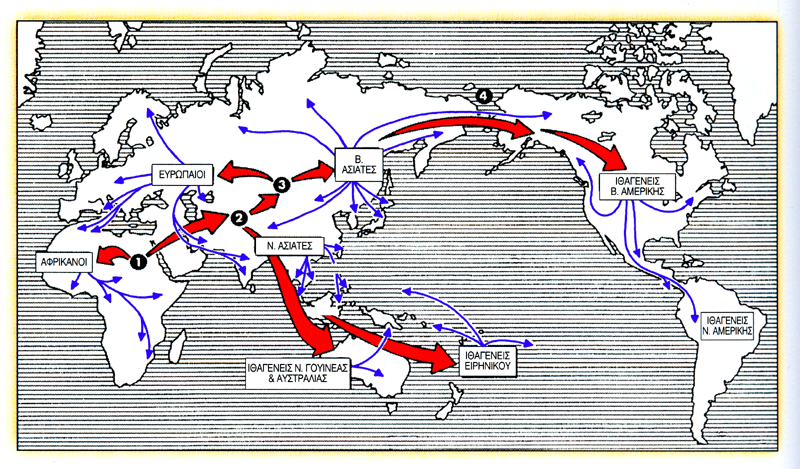 4
Β.
ΑΣΙΑΤΕΣ
ΕΥΡΩΠΑΙΟΙ
3
ΙΘΑΓΕΝΕΙΣ
Β. ΑΜΕΡΙΚΗΣ
2
Ν. ΑΣΙΑΤΕΣ
ΑΦΡΙΚΑΝΟΙ
1
ΙΘΑΓΕΝΕΙΣ
Ν. ΑΜΕΡΙΚΗΣ
ΙΘΑΓΕΝΕΙΣ Ν. ΓΟΥΙΝΕΑΣ
& ΑΥΣΤΡΑΛΙΑΣ
ΙΘΑΓΕΝΕΙΣ
ΕΙΡΗΝΙΚΟΥ